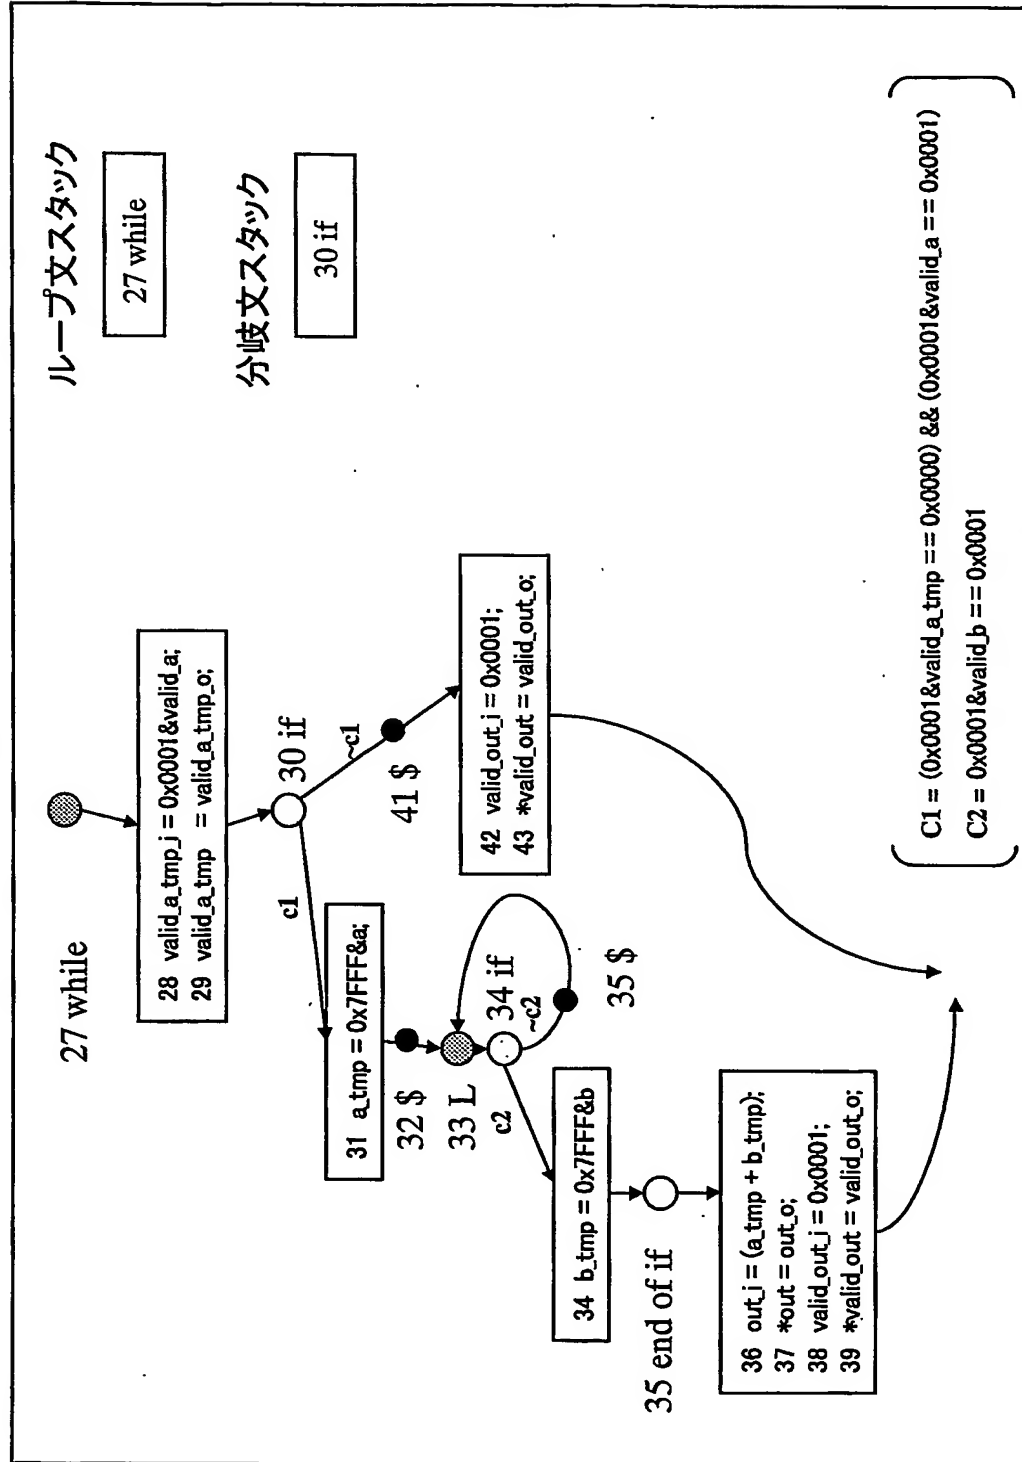 27 while
28 valid_a_tmp_i = 0x0001&valid_a;
29 valid_a_tmp = valid_a_tmp_o;
30 if
c1
~c1
31 a_tmp = 0x7FFF&a;
41 $
32 $
33 L
34 if
c2
~c2
35 $
42 valid_out_i = 0x0001;
43 *valid_out = valid_out_o;
34 b_tmp = 0x7FFF&b
35 end of if
36 out_i = (a_tmp + b_tmp);
37 *out = out_o;
38 valid_out_i = 0x0001;
39 *valid_out = valid_out_o;
ループ文スタック
27 while
分岐文スタック
30 if
C1 = (0x0001&valid_a_tmp == 0x0000) && (0x0001&valid_a == 0x0001)
C2 = 0x0001&valid_b == 0x0001